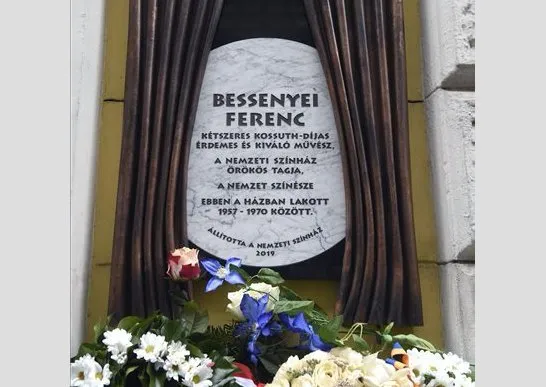 BESSENYEI
FERENC
KÉTSZERES KOSSUTH-DÍJAS
ÉRDEMES ÉS KIVÁLÓ MŰVÉSZ,
A NEMZETI SZÍNHÁZ
ÖRÖKÖS TAGJA,
A NEMZET SZÍNÉSZE
EBBEN A HÁZBAN LAKOTT
1957 - 1970 KÖZÖTT.
ÁLLÍTOTTA A NEMZETI SZÍNHÁZ
2019